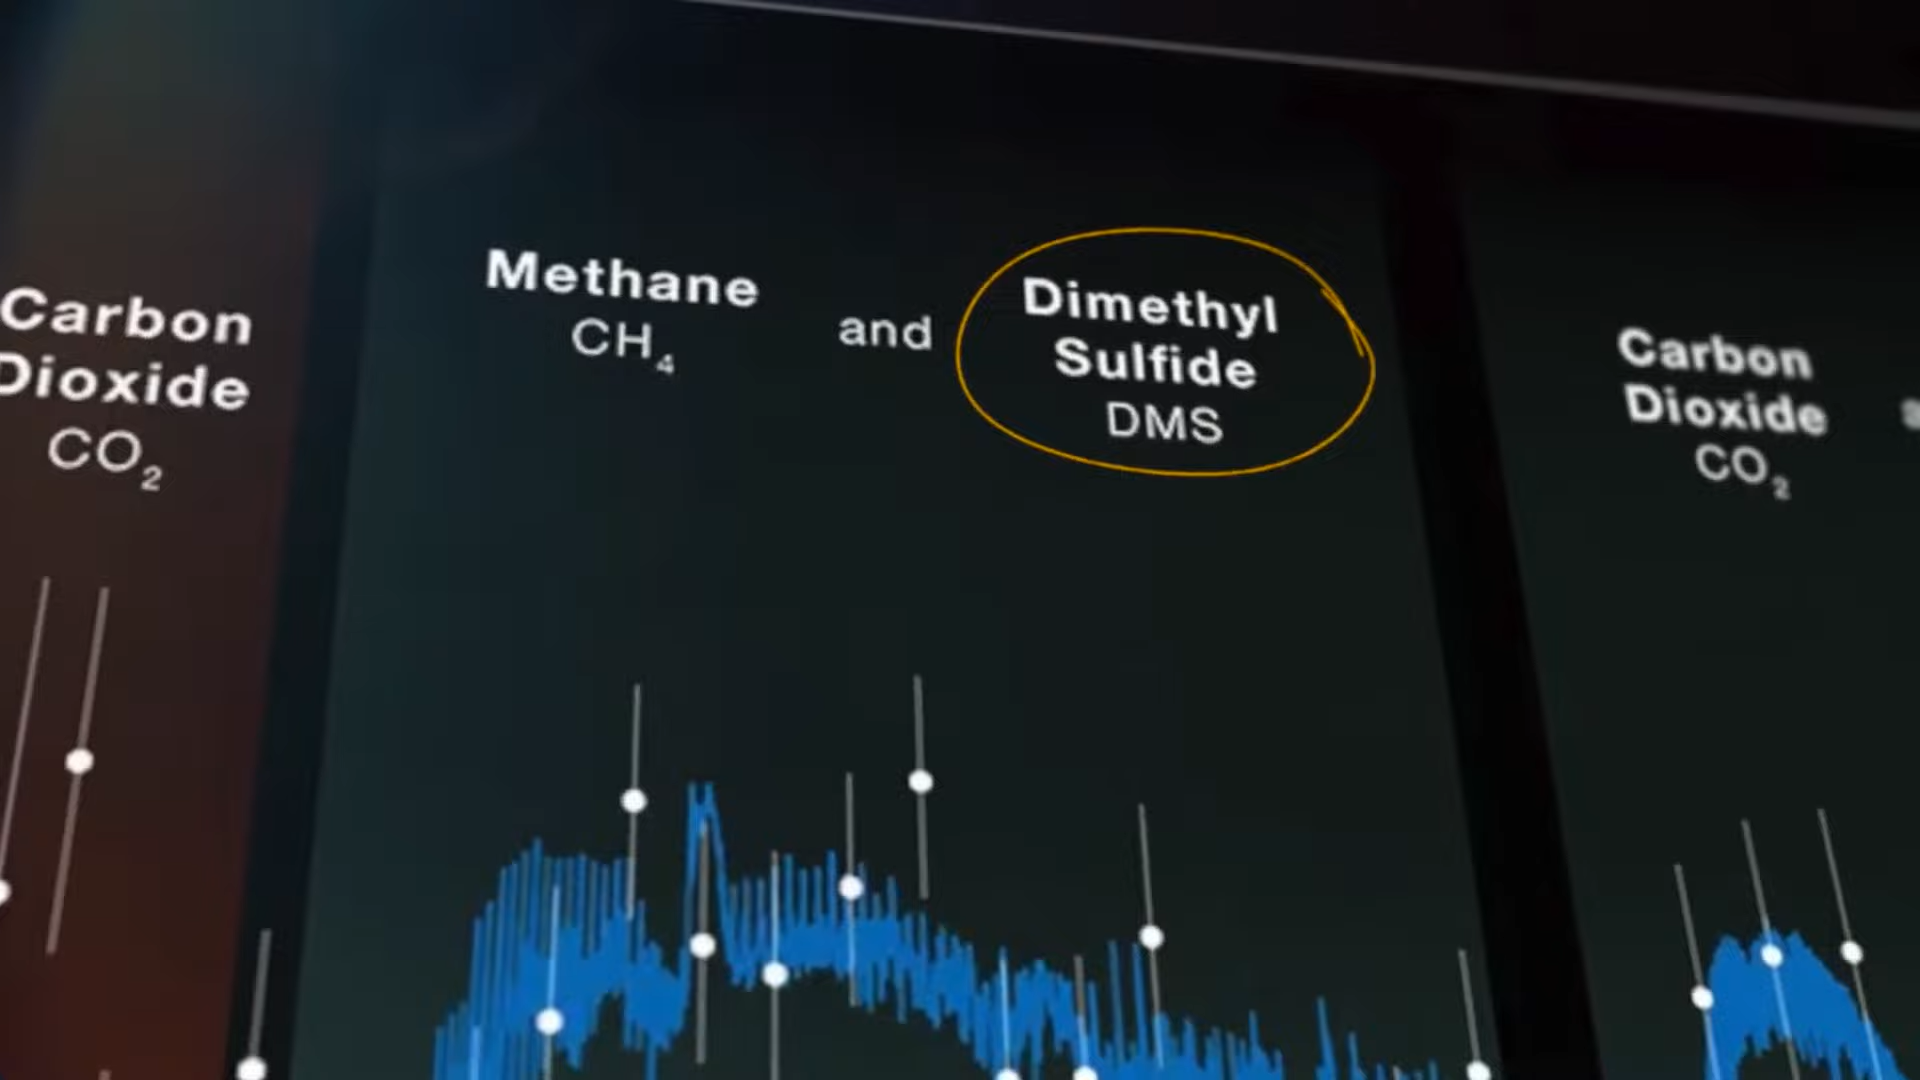 Carbon
Dioxide
CO₂
Methane
CH₄
and
Dimethyl
Sulfide
DMS
Carbon
Dioxide
CO₂